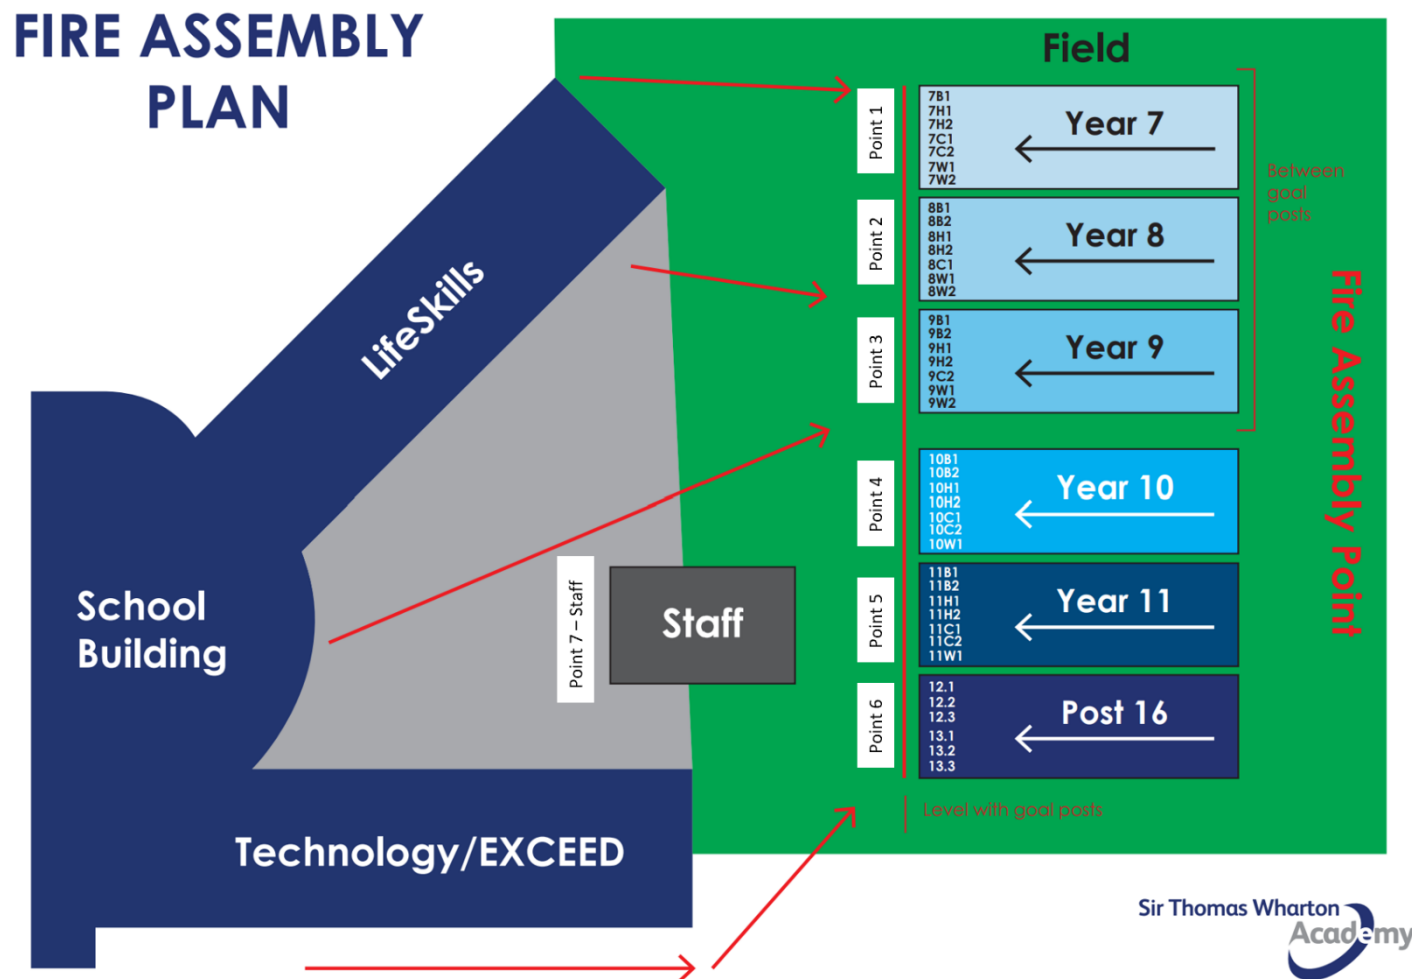 FIRE ASSEMBLY
PLAN
Field
Point 1
7B1
7H1
7H2
7C1
7C2
7W1
7W2
Year 7
Between
goal
posts
Point 2
8B1
8B2
8H1
8H2
8C1
8W1
8W2
Year 8
LifeSkills
Point 3
9B1
9B2
9H1
9H2
9C2
9W1
9W2
Year 9
Fire Assembly Point
Point 4
10B1
10B2
10H1
10H2
10C1
10C2
10W1
Year 10
School
Building
Point 7 – Staff
Staff
Point 5
11B1
11B2
11H1
11H2
11C1
11C2
11W1
Year 11
Point 6
12.1
12.2
12.3
13.1
13.2
13.3
Post 16
Level with goal posts
Technology/EXCEED
Sir Thomas Wharton
Academy